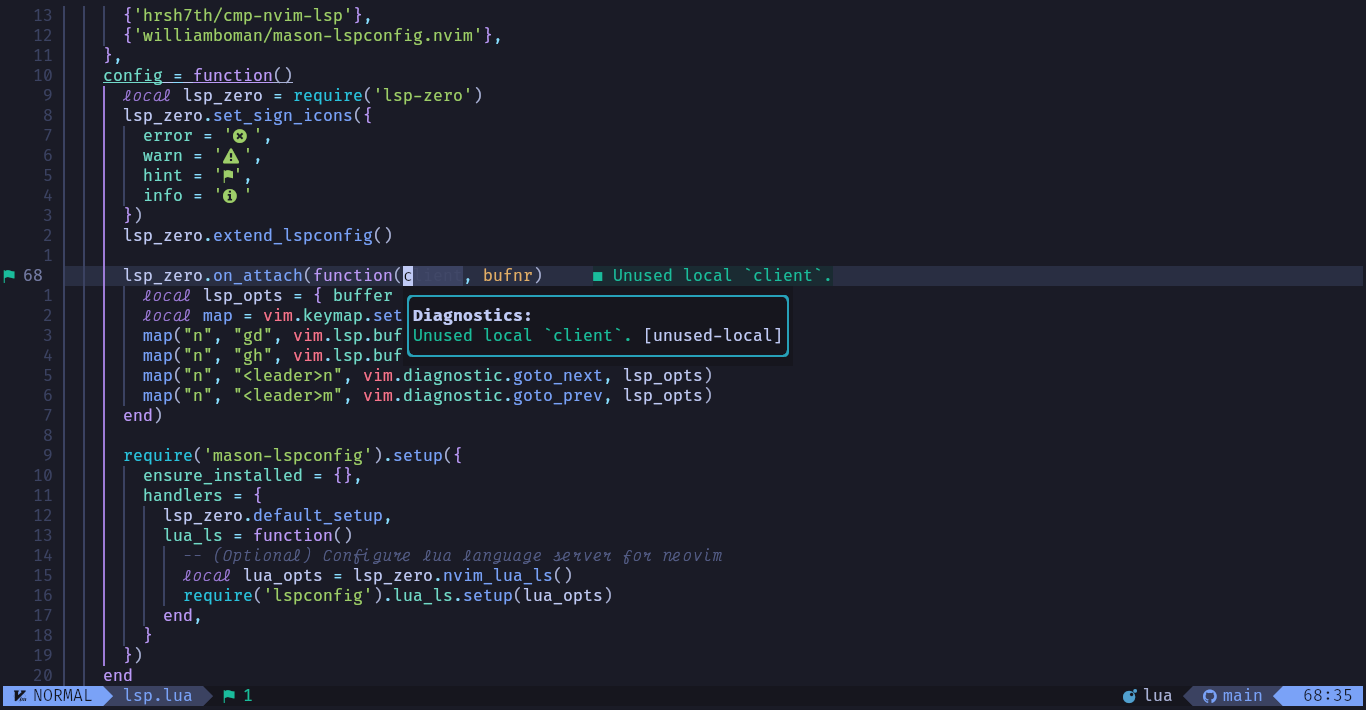 13 {'hrsh7th/cmp-nvim-lsp'},
12 {'williamboman/mason-lspconfig.nvim'},
11 },
10 config = function()
9 local lsp_zero = require('lsp-zero')
8 lsp_zero.set_sign_icons({
7 error = ' ',
6 warn = ' ',
5 hint = '',
4 info = ' '
3 })
2 lsp_zero.extend_lspconfig()
1
68 lsp_zero.on_attach(function(client, bufnr) ■ Unused local `client`.
1 local lsp_opts = { buffer
2 local map = vim.keymap.set
Diagnostics:
3 map("n", "gd", vim.lsp.buf
Unused local `client`. [unused-local]
4 map("n", "gh", vim.lsp.buf
5 map("n", "<leader>n", vim.diagnostic.goto_next, lsp_opts)
6 map("n", "<leader>m", vim.diagnostic.goto_prev, lsp_opts)
7 end)
8
9 require('mason-lspconfig').setup({
10 ensure_installed = {},
11 handlers = {
12 lsp_zero.default_setup,
13 lua_ls = function()
14 -- (Optional) Configure lua language server for neovim
15 local lua_opts = lsp_zero.nvim_lua_ls()
16 require('lspconfig').lua_ls.setup(lua_opts)
17 end,
18 }
19 })
20 end
NORMAL lsp.lua 1 lua main 68:35